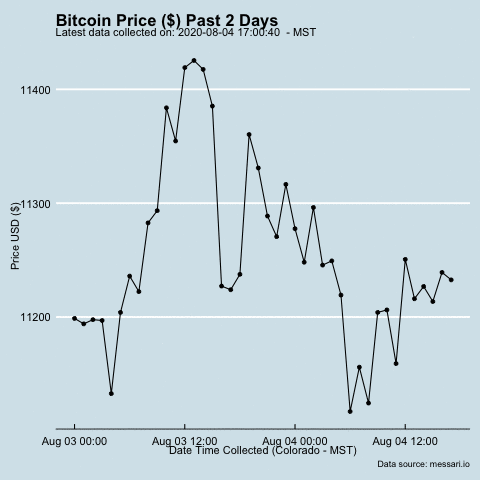 Bitcoin Price ($) Past 2 Days
Latest data collected on: 2020-08-04 17:00:40 - MST
11400
11300
11200
Price USD ($)
Aug 03 00:00 Aug 03 12:00 Aug 04 00:00 Aug 04 12:00
Date Time Collected (Colorado - MST)
Data source: messari.io